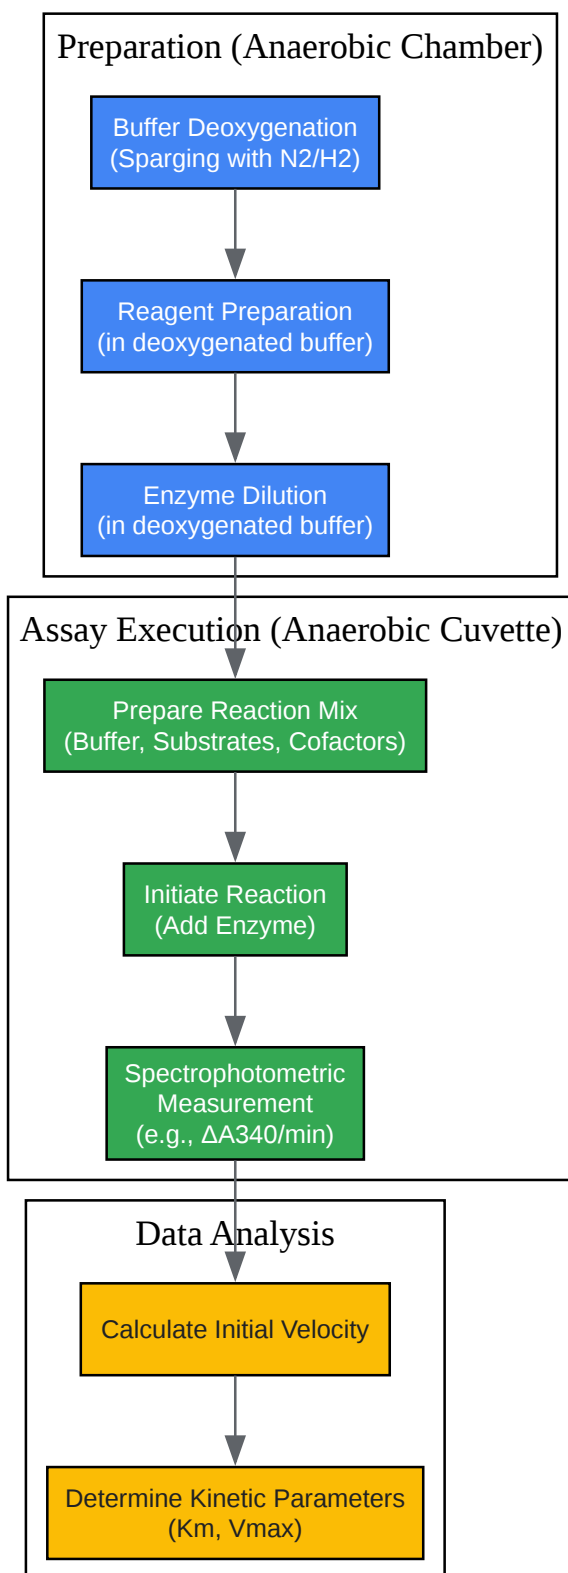 Preparation (Anaerobic Chamber)
Buffer Deoxygenation
(Sparging with N2/H2)
Reagent Preparation
(in deoxygenated buffer)
Enzyme Dilution
(in deoxygenated buffer)
Assay Execution (Anaerobic Cuvette)
Prepare Reaction Mix
(Buffer, Substrates, Cofactors)
Initiate Reaction
(Add Enzyme)
Spectrophotometric
Measurement
(e.g., ΔA340/min)
Data Analysis
Calculate Initial Velocity
Determine Kinetic Parameters
(Km, Vmax)